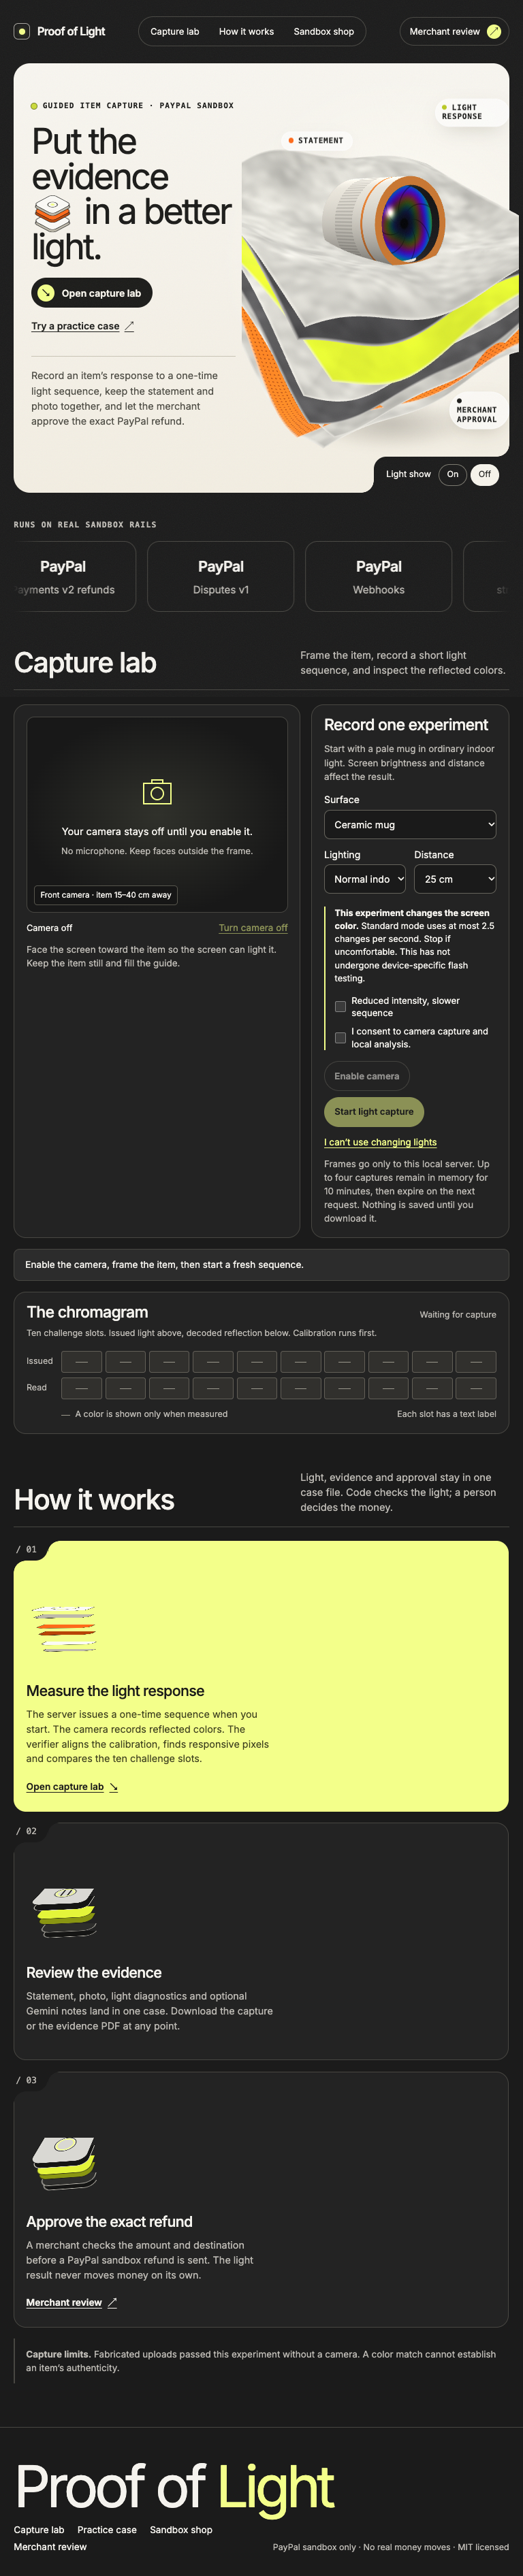 Proof of Light
Capture lab
How it works
Sandbox shop
Merchant review
GUIDED ITEM CAPTURE · PAYPAL SANDBOX
Put the
evidence
in a better
light.
Open capture lab
Try a practice case
Record an item's response to a one-time
light sequence, keep the statement and
photo together, and let the merchant
approve the exact PayPal refund.
LIGHT
RESPONSE
STATEMENT
MERCHANT
APPROVAL
Light show
On
Off
RUNS ON REAL SANDBOX RAILS
PayPal
ayments v2 refunds
PayPal
Disputes v1
PayPal
Webhooks
Capture lab
Frame the item, record a short light
sequence, and inspect the reflected colors.
Your camera stays off until you enable it.
No microphone. Keep faces outside the frame.
Front camera · item 15–40 cm away
Camera off
Turn camera off
Face the screen toward the item so the screen can light it.
Keep the item still and fill the guide.
Record one experiment
Start with a pale mug in ordinary indoor
light. Screen brightness and distance
affect the result.
Surface
Ceramic mug
Lighting
Distance
Normal indo
25 cm
This experiment changes the screen
color. Standard mode uses at most 2.5
changes per second. Stop if
uncomfortable. This has not
undergone device-specific flash
testing.
Reduced intensity, slower
sequence
I consent to camera capture and
local analysis.
Enable camera
Start light capture
I can't use changing lights
Frames go only to this local server. Up
to four captures remain in memory for
10 minutes, then expire on the next
request. Nothing is saved until you
download it.
Enable the camera, frame the item, then start a fresh sequence.
The chromagram
Waiting for capture
Ten challenge slots. Issued light above, decoded reflection below. Calibration runs first.
Issued — — — — — — — — — —
Read — — — — — — — — — —
— A color is shown only when measured
Each slot has a text label
How it works
Light, evidence and approval stay in one
case file. Code checks the light; a person
decides the money.
/ 01
Measure the light response
The server issues a one-time sequence when you
start. The camera records reflected colors. The
verifier aligns the calibration, finds responsive pixels
and compares the ten challenge slots.
Open capture lab
/ 02
Review the evidence
Statement, photo, light diagnostics and optional
Gemini notes land in one case. Download the capture
or the evidence PDF at any point.
/ 03
Approve the exact refund
A merchant checks the amount and destination
before a PayPal sandbox refund is sent. The light
result never moves money on its own.
Merchant review
Capture limits. Fabricated uploads passed this experiment without a camera. A color match cannot establish
an item's authenticity.
Proof of Light
Capture lab
Practice case
Sandbox shop
Merchant review
PayPal sandbox only · No real money moves · MIT licensed